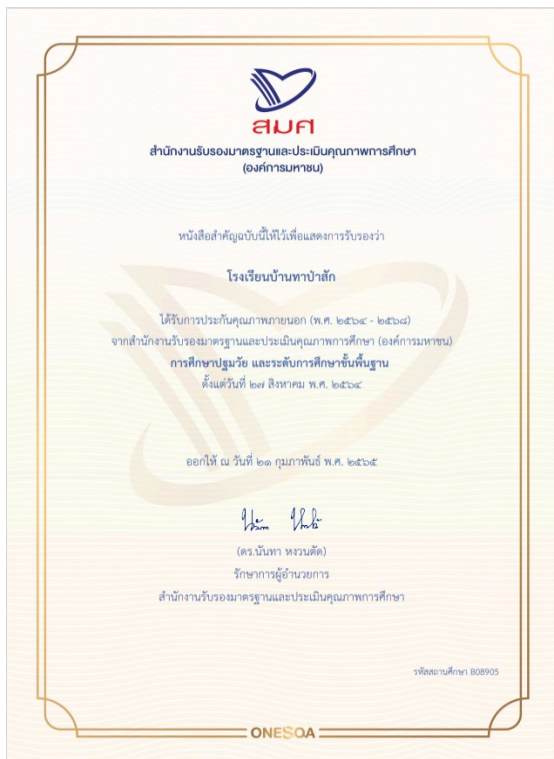 สมศ
สำนักงานรับรองมาตรฐานและประเมินคุณภาพการศึกษา
(องค์การมหาชน)
หนังสือสำคัญฉบับนี้ให้ไว้เพื่อแสดงการรับรองว่า
โรงเรียนบ้านทาป่าสัก
ได้รับการประกันคุณภาพภายนอก (พ.ศ. ๒๕๖๔ - ๒๕๖๘)
จากสำนักงานรับรองมาตรฐานและประเมินคุณภาพการศึกษา (องค์การมหาชน)
การศึกษาปฐมวัย และระดับการศึกษาขั้นพื้นฐาน
ตั้งแต่วันที่ ๒๗ สิงหาคม พ.ศ. ๒๕๖๔
ออกให้ ณ วันที่ ๒๑ กุมภาพันธ์ พ.ศ. ๒๕๖๕
(ดร.นันทา หงวนตัด)
รักษาการผู้อำนวยการ
สำนักงานรับรองมาตรฐานและประเมินคุณภาพการศึกษา
รหัสสถานศึกษา B08905
ONESQA